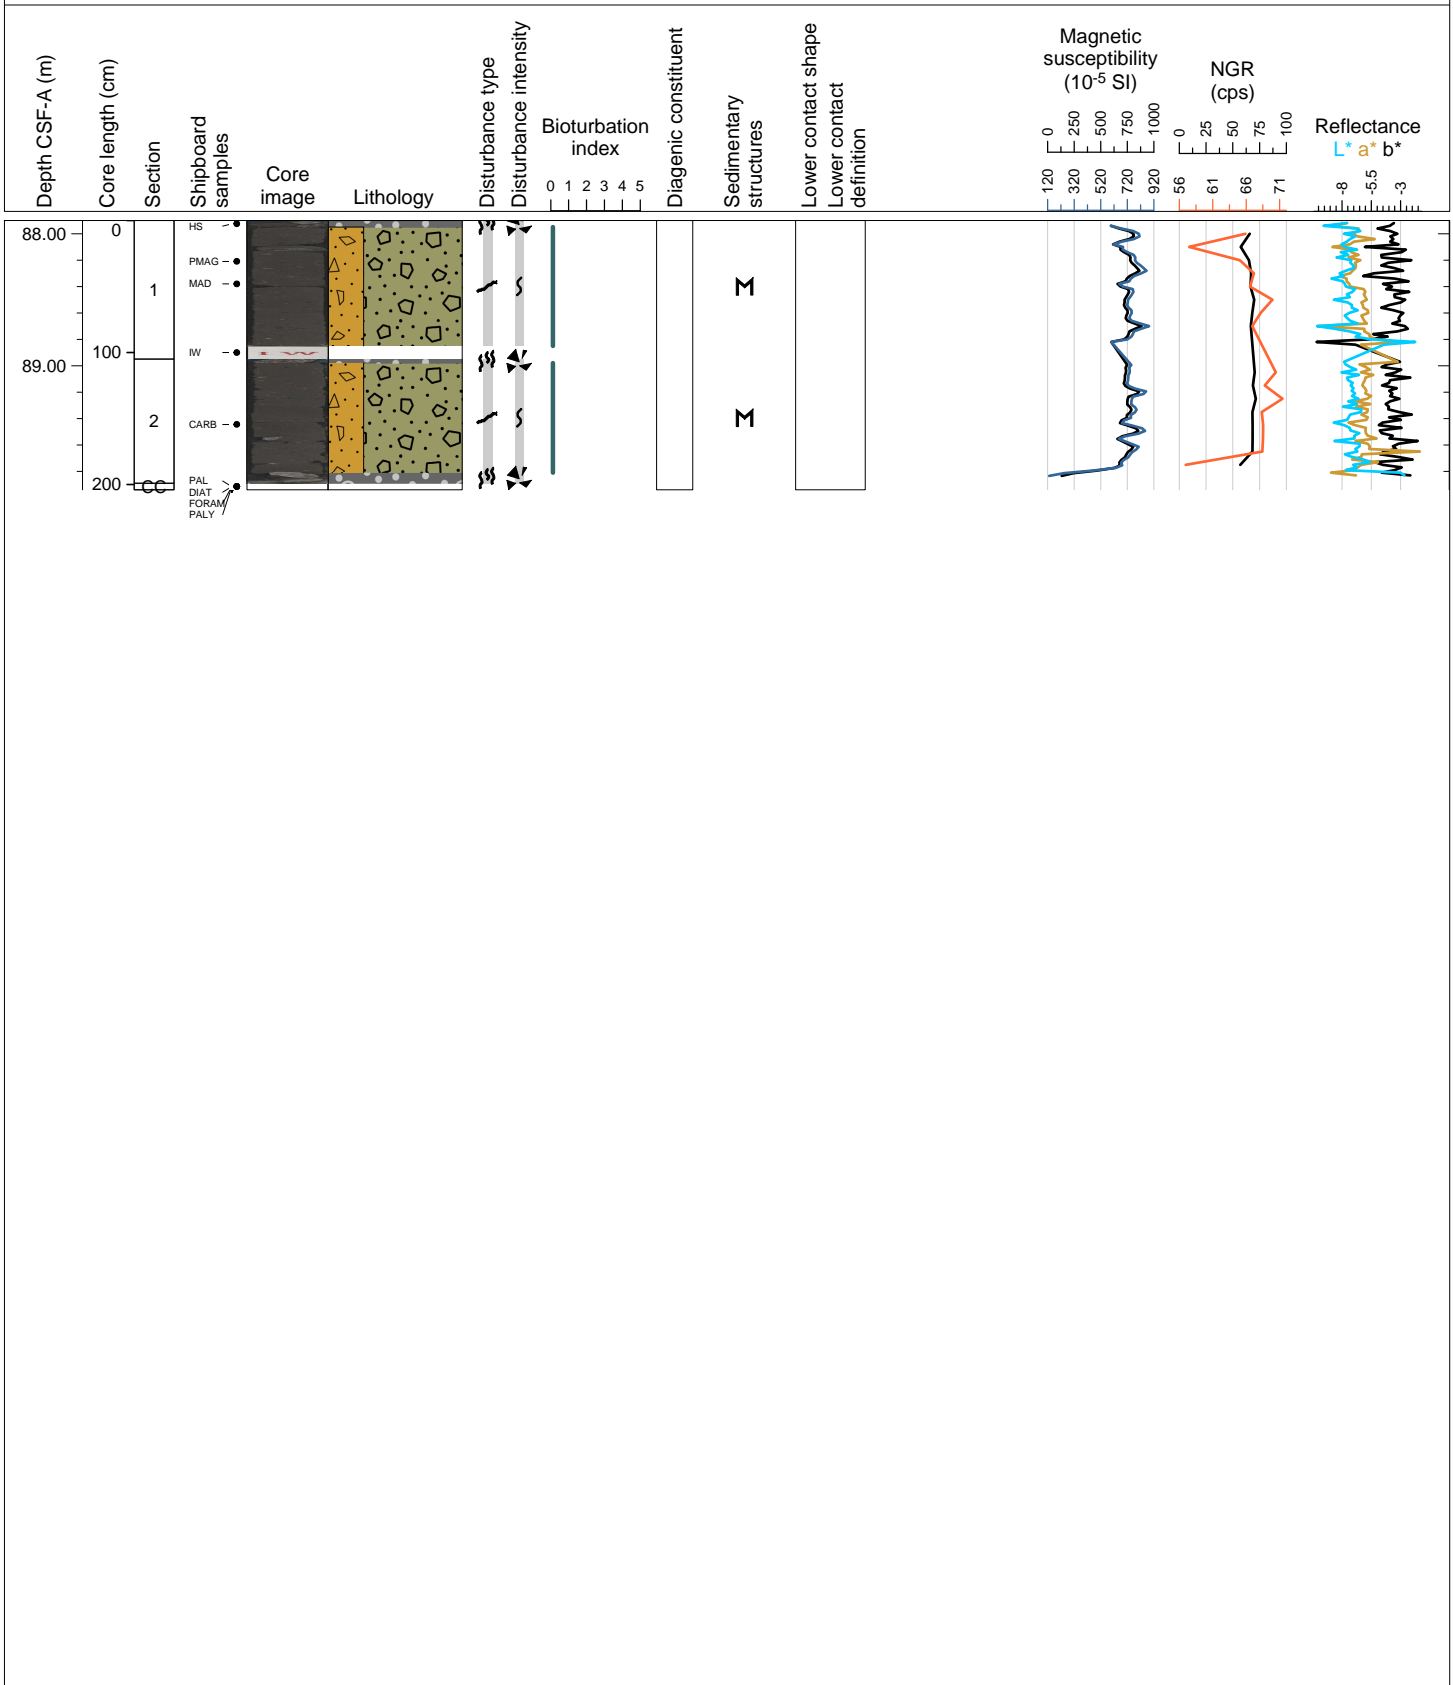 Depth CSF-A (m)
Core length (cm)
Section
Shipboard
samples
Core
image
Lithology
Disturbance type
Disturbance intensity
Bioturbation
index
0 1 2 3 4 5
Diagenic constituent
Sedimentary
structures
Lower contact shape
Lower contact
definition
Magnetic
susceptibility
(10-5 SI)
0 250 500 750 1000
120 320 520 720 920
NGR
(cps)
0 25 50 75 100
56 61 66 71
Reflectance
L* a* b*
-8 -5.5 -3
88.00
89.00
0
100
200
1
2
CC
HS
PMAG
MAD
IW
CARB
PAL
DIAT
FORAM
PALY
I W
M
M